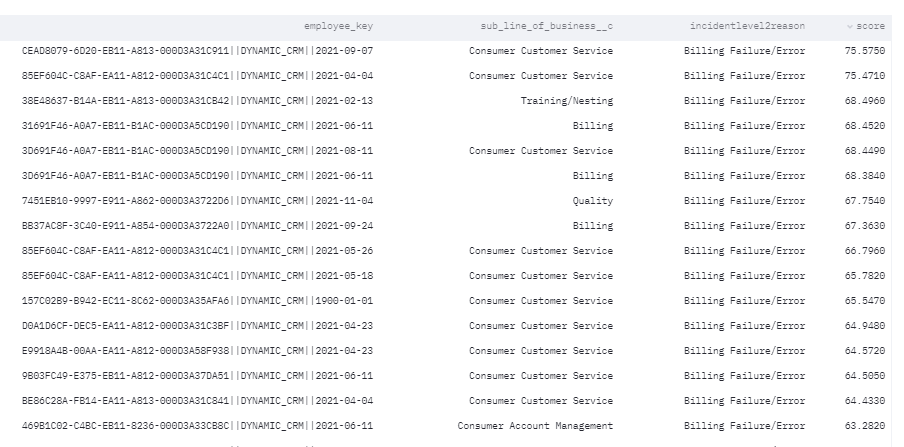 employee_key sub_line_of_business__c incidentlevel2reason score
CEAD8079-6D20-EB11-A813-000D3A31C911||DYNAMIC_CRM||2021-09-07 Consumer Customer Service Billing Failure/Error 75.5750
85EF604C-C8AF-EA11-A812-000D3A31C4C1||DYNAMIC_CRM||2021-04-04 Consumer Customer Service Billing Failure/Error 75.4710
38E48637-B14A-EB11-A813-000D3A31CB42||DYNAMIC_CRM||2021-02-13 Training/Nesting Billing Failure/Error 68.4960
31691F46-A0A7-EB11-B1AC-000D3A5CD190||DYNAMIC_CRM||2021-06-11 Billing Billing Failure/Error 68.4520
3D691F46-A0A7-EB11-B1AC-000D3A5CD190||DYNAMIC_CRM||2021-08-11 Consumer Customer Service Billing Failure/Error 68.4490
3D691F46-A0A7-EB11-B1AC-000D3A5CD190||DYNAMIC_CRM||2021-06-11 Billing Billing Failure/Error 68.3840
7451EB10-9997-E911-A862-000D3A3722D6||DYNAMIC_CRM||2021-11-04 Quality Billing Failure/Error 67.7540
BB37AC8F-3C40-E911-A854-000D3A3722A0||DYNAMIC_CRM||2021-09-24 Billing Billing Failure/Error 67.3630
85EF604C-C8AF-EA11-A812-000D3A31C4C1||DYNAMIC_CRM||2021-05-26 Consumer Customer Service Billing Failure/Error 66.7960
85EF604C-C8AF-EA11-A812-000D3A31C4C1||DYNAMIC_CRM||2021-05-18 Consumer Customer Service Billing Failure/Error 65.7820
157C02B9-B942-EC11-8C62-000D3A35AFA6||DYNAMIC_CRM||1900-01-01 Consumer Customer Service Billing Failure/Error 65.5470
D0A1D6CF-DEC5-EA11-A812-000D3A31C3BF||DYNAMIC_CRM||2021-04-23 Consumer Customer Service Billing Failure/Error 64.9480
E9918A4B-00AA-EA11-A812-000D3A58F938||DYNAMIC_CRM||2021-04-23 Consumer Customer Service Billing Failure/Error 64.5720
9B03FC49-E375-EB11-A812-000D3A37DA51||DYNAMIC_CRM||2021-06-11 Consumer Customer Service Billing Failure/Error 64.5050
BE86C28A-FB14-EA11-A813-000D3A31C841||DYNAMIC_CRM||2021-04-04 Consumer Customer Service Billing Failure/Error 64.4330
469B1C02-C4BC-EB11-8236-000D3A33CB8C||DYNAMIC_CRM||2021-06-11 Consumer Account Management Billing Failure/Error 63.2820